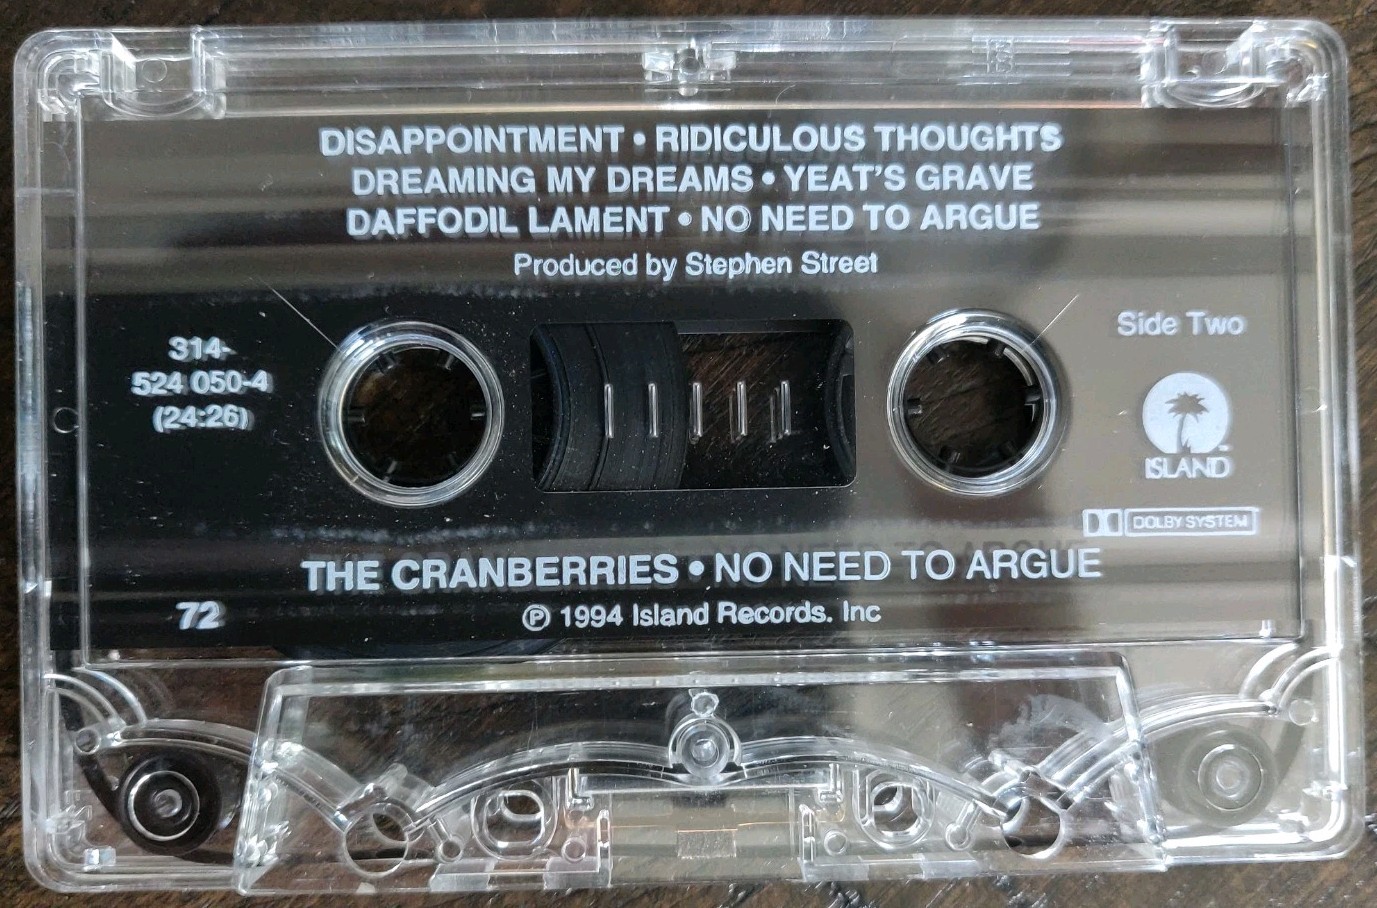 DISAPPOINTMENT • RIDICULOUS THOUGHTS
DREAMING MY DREAMS • YEAT'S GRAVE
DAFFODIL LAMENT • NO NEED TO ARGUE
Produced by Stephen Street
314-
524 050-4
(24:26)
Side Two
ISLAND
DOLBY SYSTEM
THE CRANBERRIES • NO NEED TO ARGUE
72
℗ 1994 Island Records. Inc